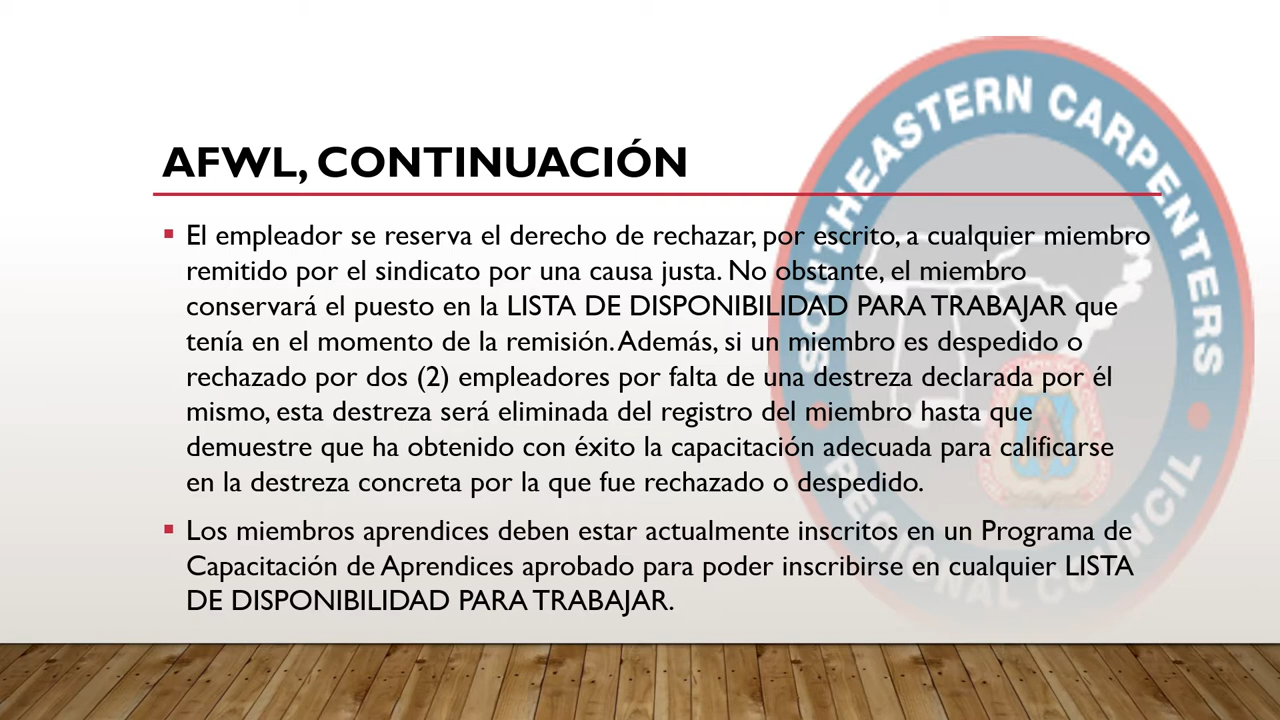 SOUTHEASTERN CARPENTERS
REGIONAL COUNCIL
AFWL, CONTINUACIÓN
El empleador se reserva el derecho de rechazar, por escrito, a cualquier miembro
remitido por el sindicato por una causa justa. No obstante, el miembro
conservará el puesto en la LISTA DE DISPONIBILIDAD PARA TRABAJAR que
tenía en el momento de la remisión. Además, si un miembro es despedido o
rechazado por dos (2) empleadores por falta de una destreza declarada por él
mismo, esta destreza será eliminada del registro del miembro hasta que
demuestre que ha obtenido con éxito la capacitación adecuada para calificarse
en la destreza concreta por la que fue rechazado o despedido.
Los miembros aprendices deben estar actualmente inscritos en un Programa de
Capacitación de Aprendices aprobado para poder inscribirse en cualquier LISTA
DE DISPONIBILIDAD PARA TRABAJAR.